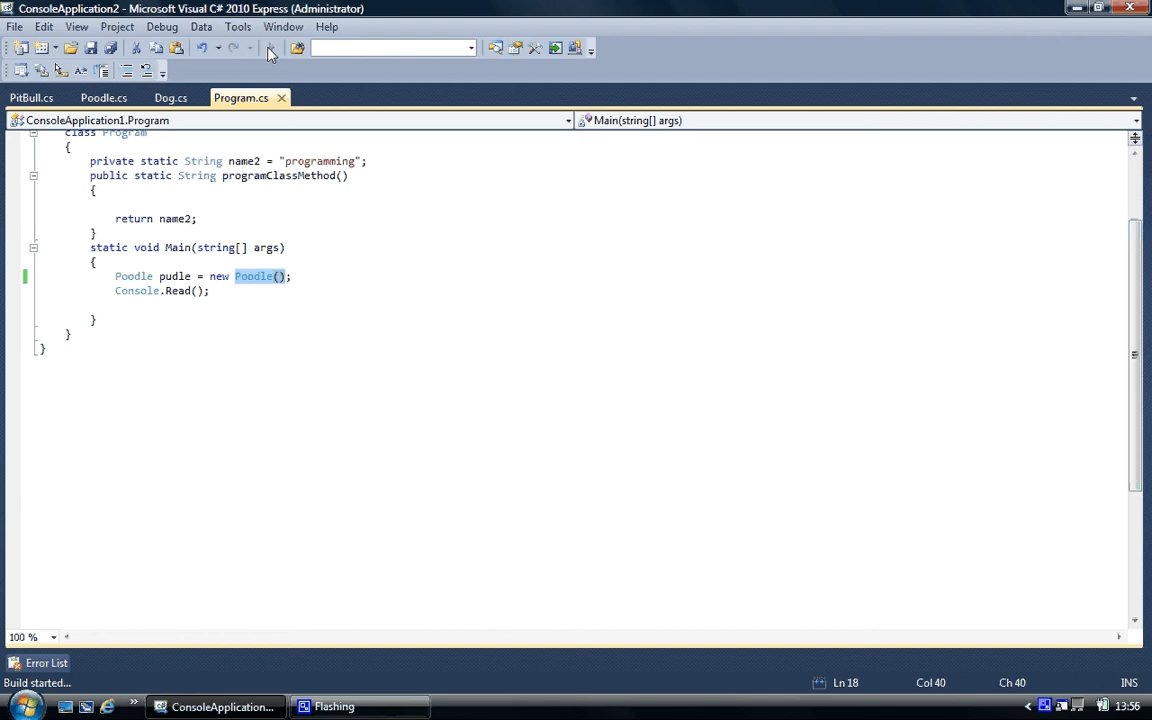 ConsoleApplication2 - Microsoft Visual C# 2010 Express (Administrator)
File Edit View Project Debug Data Tools Window Help
PitBull.cs Poodle.cs Dog.cs Program.cs
ConsoleApplication1.Program Main(string[] args)
class Program
{
private static String name2 = "programming";
public static String programClassMethod()
{
return name2;
}
static void Main(string[] args)
{
Poodle pudle = new Poodle();
Console.Read();
}
}
}
100 %
Error List
Build started... Ln 18 Col 40 Ch 40 INS
ConsoleApplication... Flashing 13:56